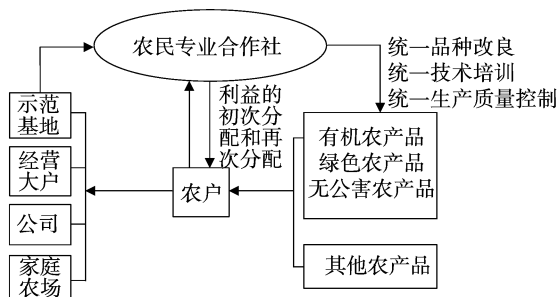 农民专业合作社
统一品种改良
统一技术培训
统一生产质量控制
利益的
初次分
配和再
次分配
示范
基地
经营
大户
公司
家庭
农场
农户
有机农产品
绿色农产品
无公害农产品
其他农产品